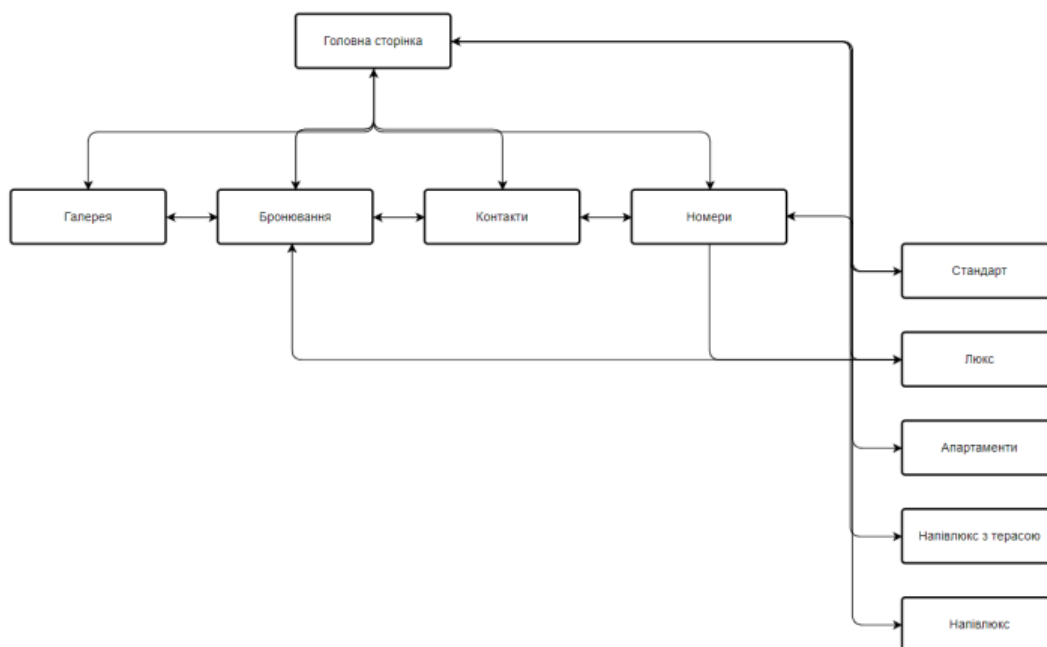 Головна сторінка
Галерея
Бронювання
Контакти
Номери
Стандарт
Люкс
Апартаменти
Напівлюкс з терасою
Напівлюкс